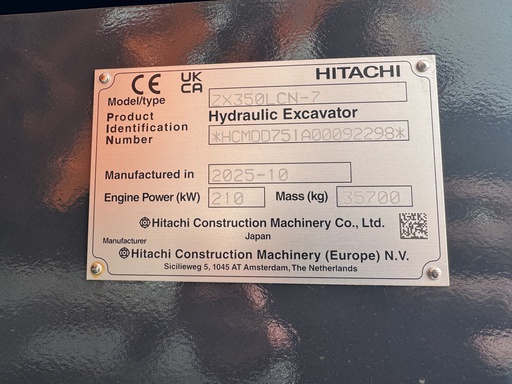 CE UK CA HITACHI
Model/type ZX350LCN-7
Hydraulic Excavator
Product Identification Number *HCMDD751A00092298*
Manufactured in 2025-10
Engine Power (kW) 210 Mass (kg) 35700
Hitachi Construction Machinery Co., Ltd.
Japan
Manufacturer
Hitachi Construction Machinery (Europe) N.V.
Sicilieweg 5, 1045 AT Amsterdam, The Netherlands